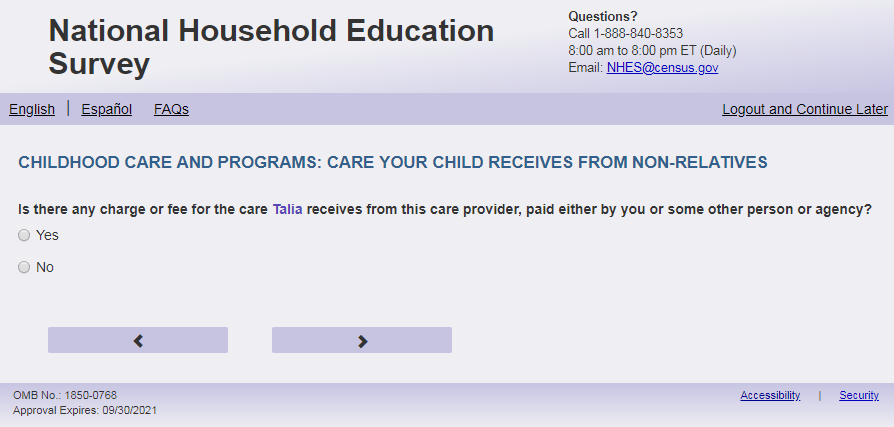 National Household Education
Survey
Questions?
Call 1-888-840-8353
8:00 am to 8:00 pm ET (Daily)
Email: NHES@census.gov
English | Español FAQs Logout and Continue Later
CHILDHOOD CARE AND PROGRAMS: CARE YOUR CHILD RECEIVES FROM NON-RELATIVES
Is there any charge or fee for the care Talia receives from this care provider, paid either by you or some other person or agency?
Yes
No
OMB No.: 1850-0768
Approval Expires: 09/30/2021
Accessibility | Security